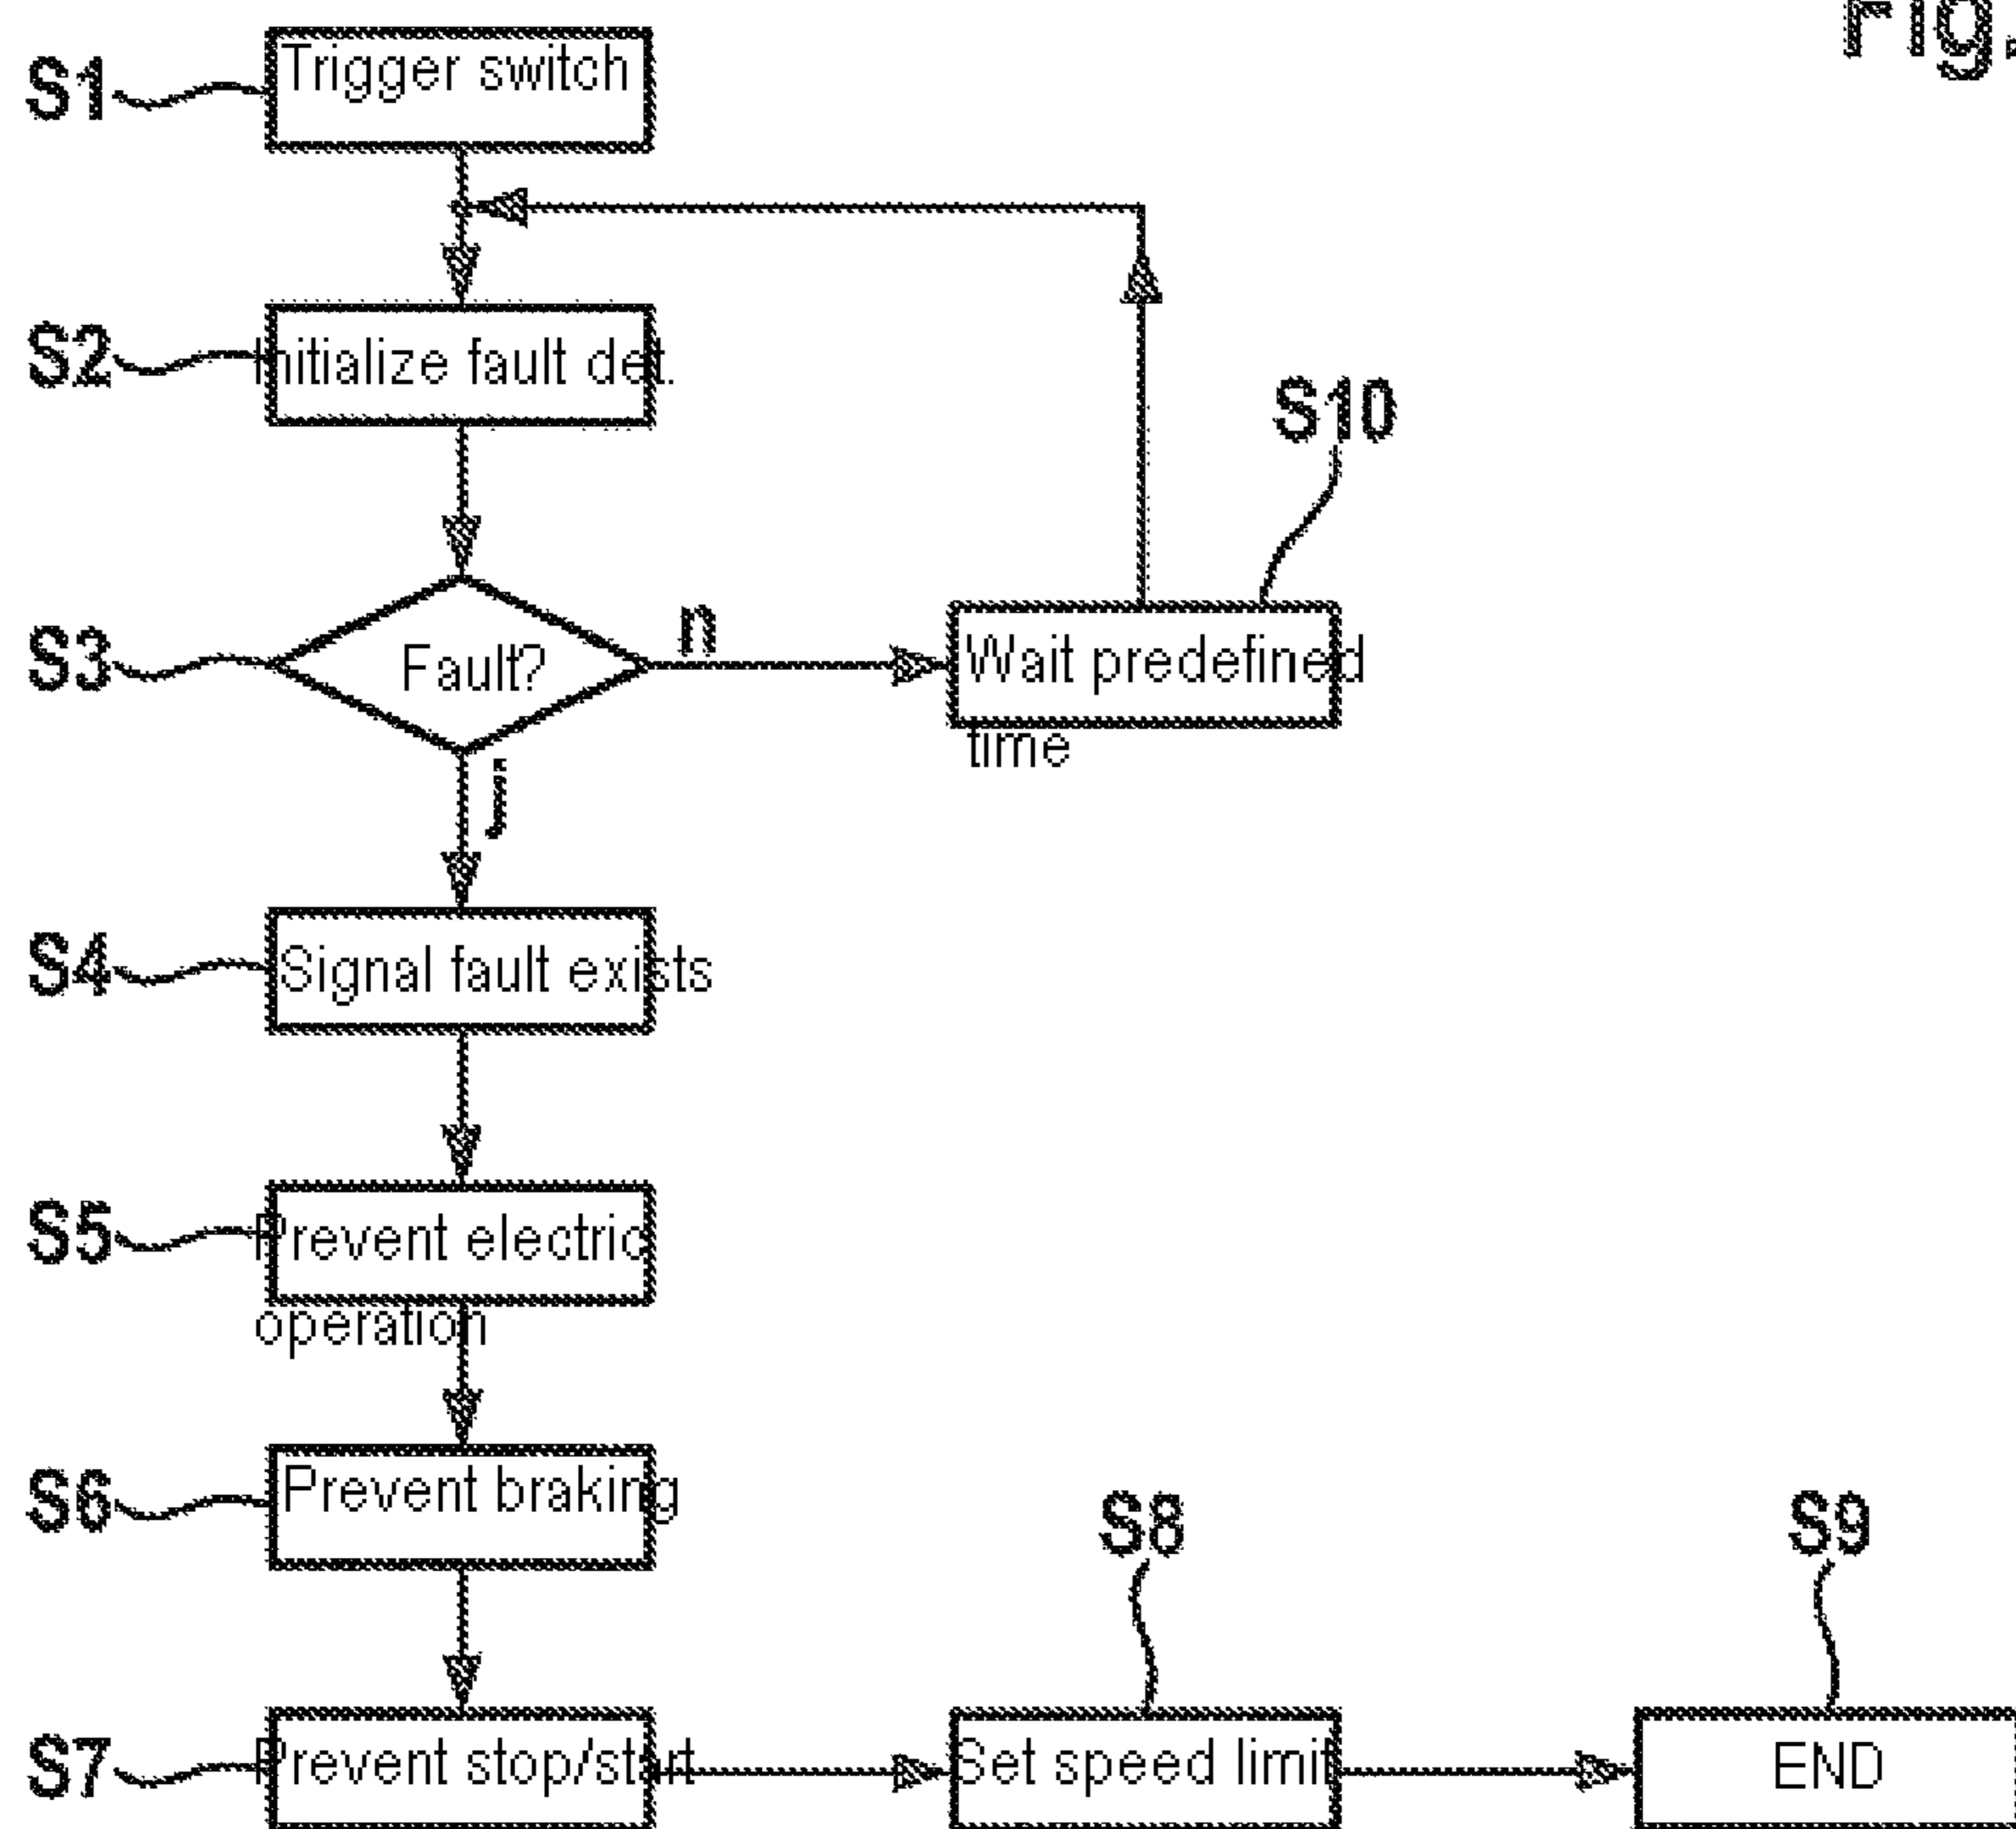 Fig.
S1
Trigger switch
S2
Initialize fault det.
S10
S3
Fault?
n
Wait predefined
time
j
S4
Signal fault exists
S5
Prevent electric
operation
S6
Prevent braking
S8
S9
S7
Prevent stop/start
Set speed limit
END